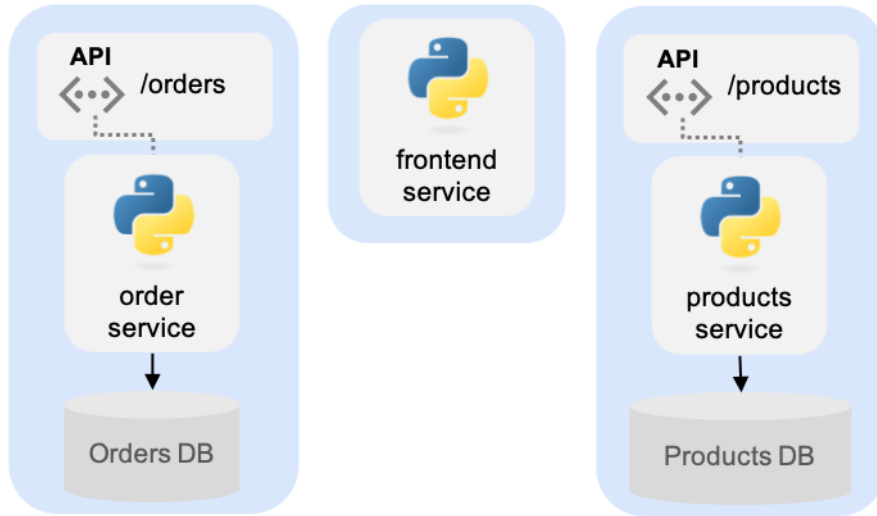 API
/orders
order
service
Orders DB
frontend
service
API
/products
products
service
Products DB